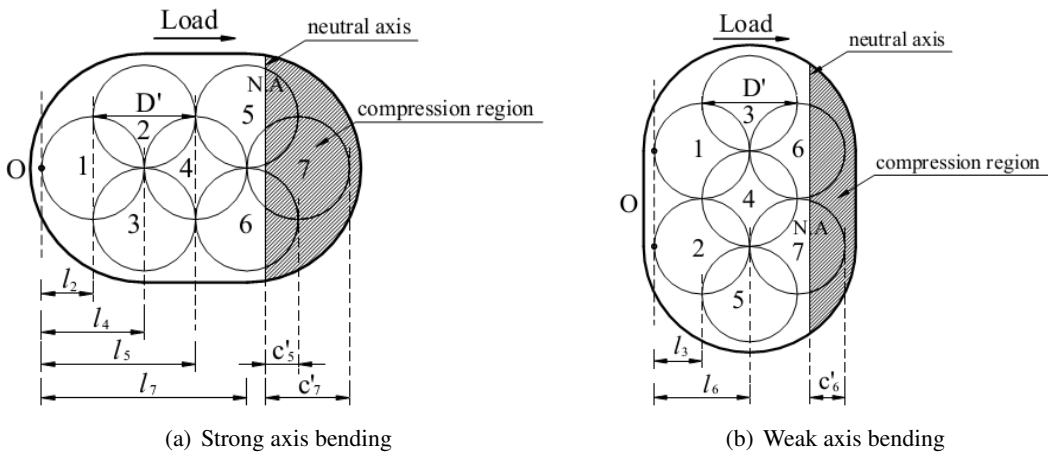 Load
neutral axis
N.A
D'
5
compression region
2
O
1
4
7
3
6
l₂
l₄
l₅
c'₅
l₇
c'₇
(a) Strong axis bending
Load
neutral axis
D'
3
1
6
compression region
O
4
N.A
2
7
5
l₃
l₆
c'₆
(b) Weak axis bending